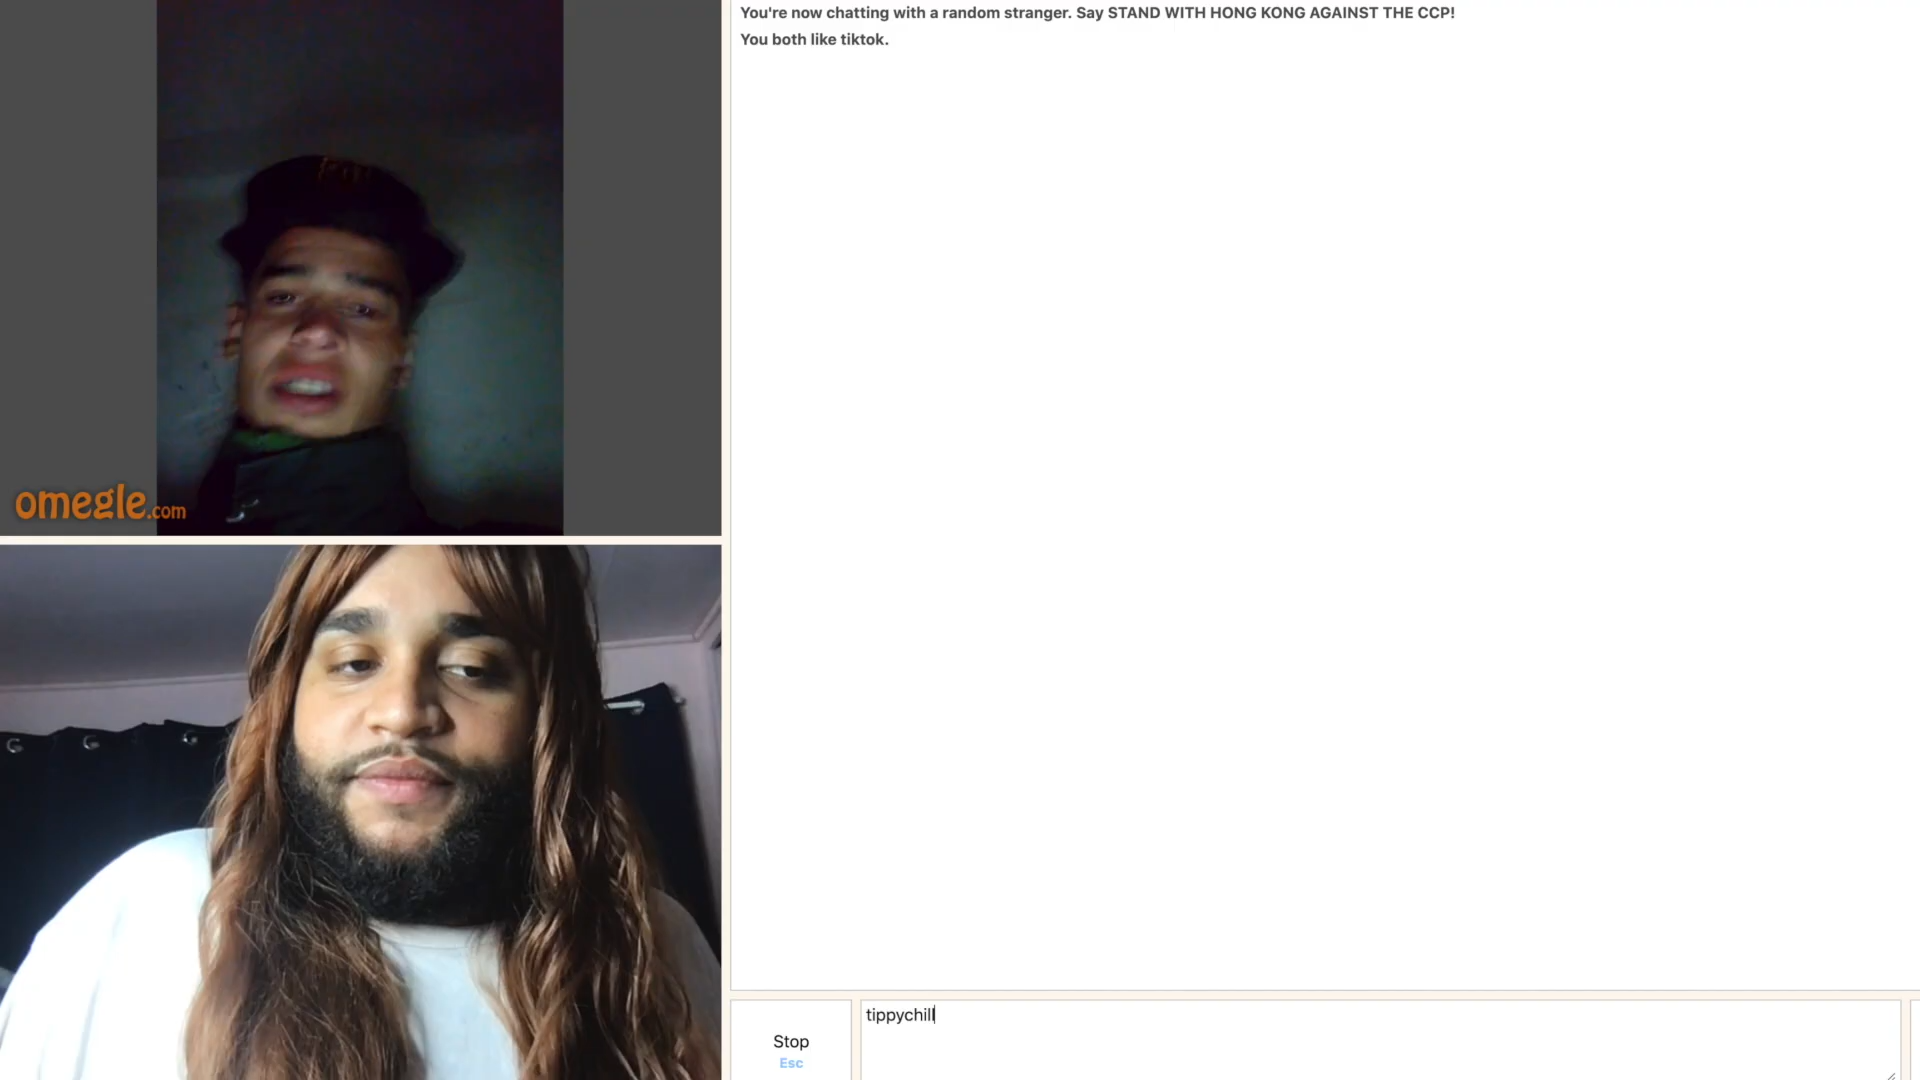 You're now chatting with a random stranger. Say STAND WITH HONG KONG AGAINST THE CCP!
You both like tiktok.
omegle.com
tippychill
Stop
Esc